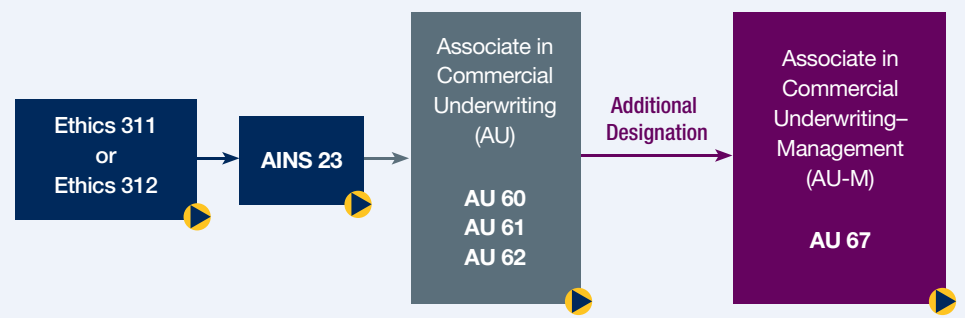 Ethics 311
or
Ethics 312
AINS 23
Associate in
Commercial
Underwriting
(AU)
AU 60
AU 61
AU 62
Additional
Designation
Associate in
Commercial
Underwriting–
Management
(AU-M)
AU 67